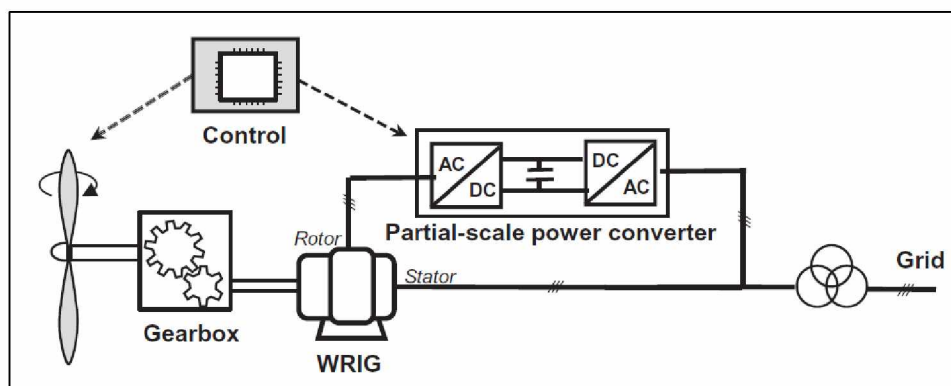 Control
AC
DC
DC
AC
Partial-scale power converter
Rotor
Stator
Grid
Gearbox
WRIG